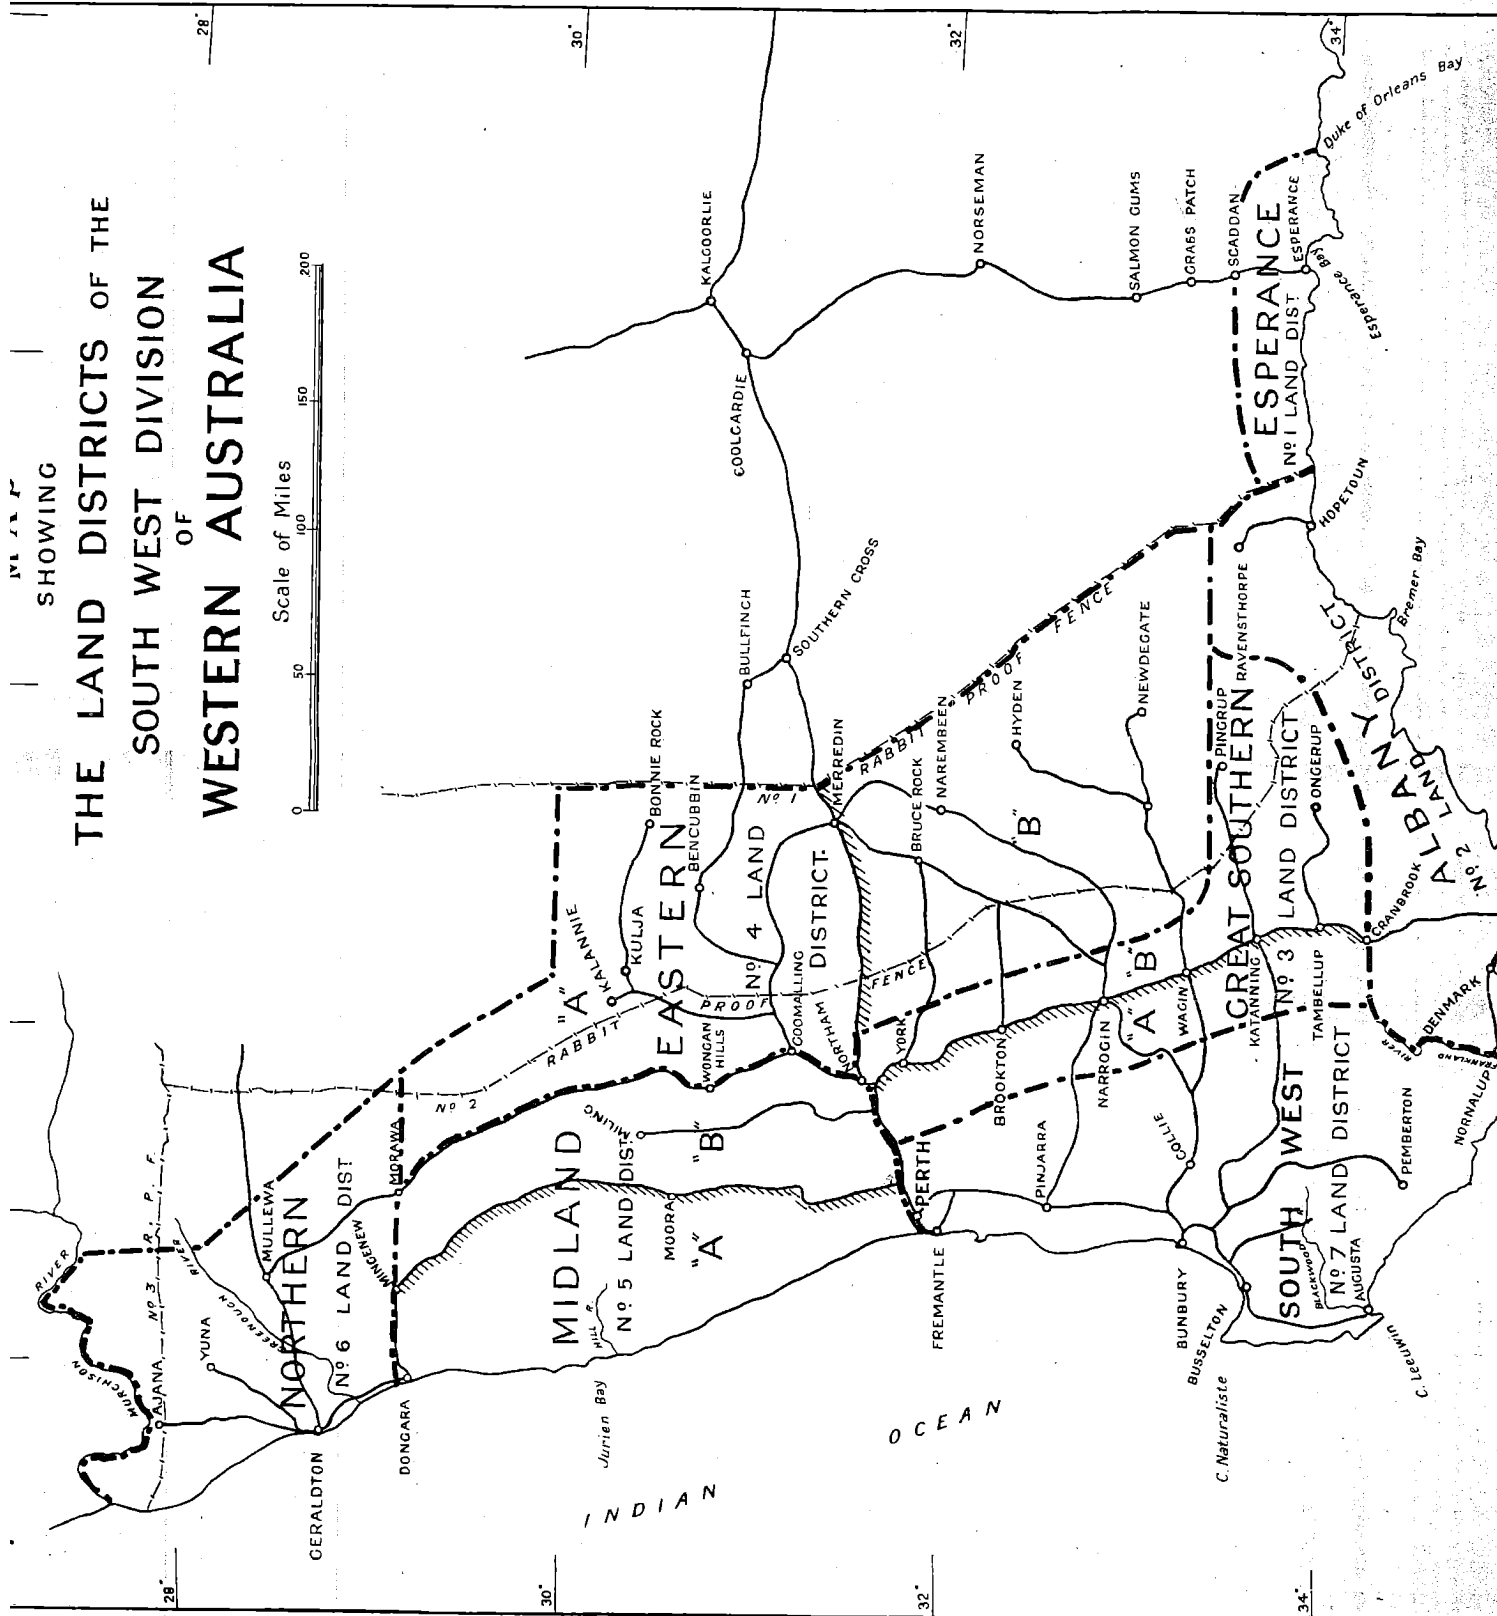 MAP
SHOWING
THE LAND DISTRICTS OF THE
SOUTH WEST DIVISION
OF
WESTERN AUSTRALIA
Scale of Miles
0 50 100 150 200
28°
30°
32°
34°
28°
30°
32°
34°
RIVER
MURCHISON
AJANA
Nº 3 R. P. F.
YUNA
RIVER
GREENOUGH
MULLEWA
NORTHERN
Nº 6 LAND DIST
GERALDTON
MINGENEW
MORAWA
DONGARA
Nº 2
RABBIT
PROOF
FENCE
"A"
KALANNIE
KULJA
BONNIE ROCK
BENCUBBIN
EASTERN
Nº 4 LAND
DISTRICT.
WONGAN
HILLS
GOOMALLING
NORTHAM
MILING
MIDLAND
Nº 5 LAND DIST
"B"
MOORA
"A"
HILL R.
Jurien Bay
INDIAN
OCEAN
PERTH
FREMANTLE
YORK
BROOKTON
NARROGIN
PINJARRA
COLLIE
"A"
"B"
WAGIN
BUNBURY
BUSSELTON
C. Naturaliste
SOUTH WEST
Nº 7 LAND DISTRICT
BLACKWOOD
AUGUSTA
C. Leeuwin
PEMBERTON
NORNALUP
FRANKLAND
RIVER
DENMARK
CRANBROOK
TAMBELLUP
KATANNING
GREAT SOUTHERN
Nº 3 LAND DISTRICT
ONGERUP
PINGRUP
ALBANY
Nº 2 LAND DISTRICT
Bremer Bay
HOPETOUN
RAVENSTHORPE
NEWDEGATE
HYDEN
"B"
NAREMBEEN
BRUCE ROCK
MERREDIN
Nº 1
RABBIT
PROOF
FENCE
BULLFINCH
SOUTHERN CROSS
COOLCARDIE
KALGOORLIE
NORSEMAN
SALMON GUMS
GRASS PATCH
SCADDAN
ESPERANCE
ESPERANCE
Nº 1 LAND DIST
Esperance Bay
Duke of Orleans Bay